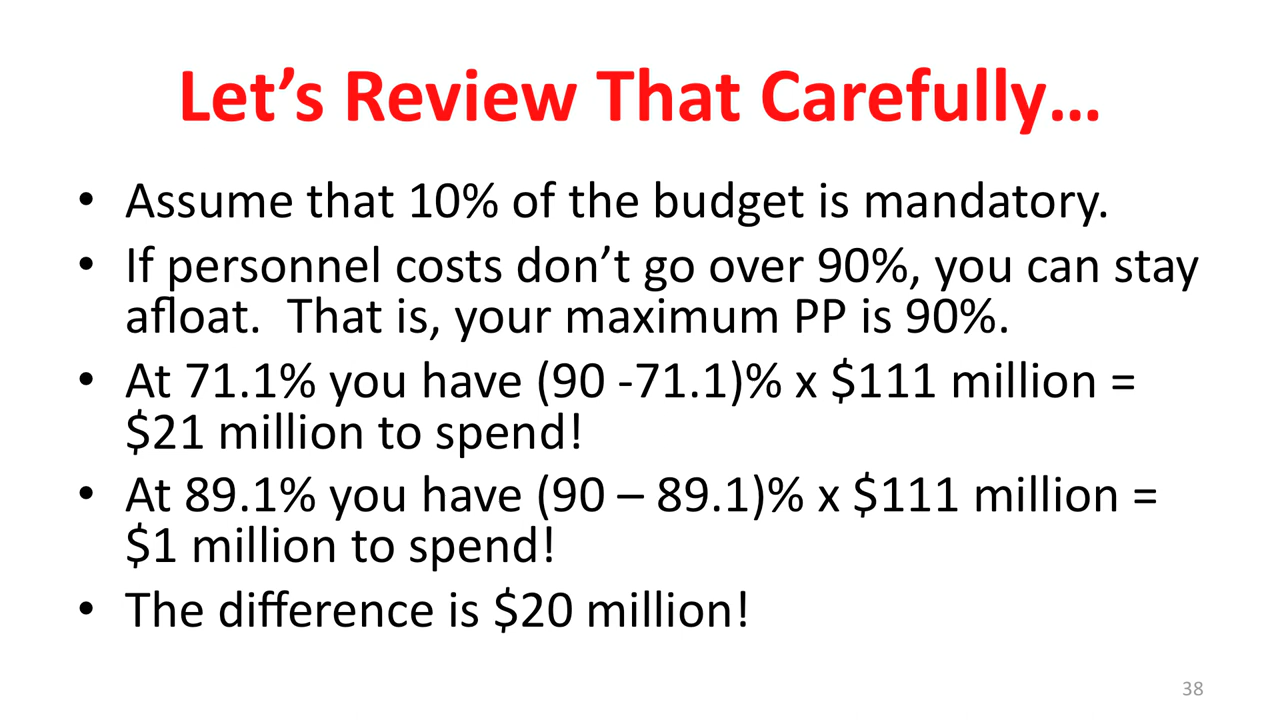 Let’s Review That Carefully…
• Assume that 10% of the budget is mandatory.
• If personnel costs don’t go over 90%, you can stay
afloat.  That is, your maximum PP is 90%.
• At 71.1% you have (90 -71.1)% x $111 million =
$21 million to spend!
• At 89.1% you have (90 – 89.1)% x $111 million =
$1 million to spend!
• The difference is $20 million!
38